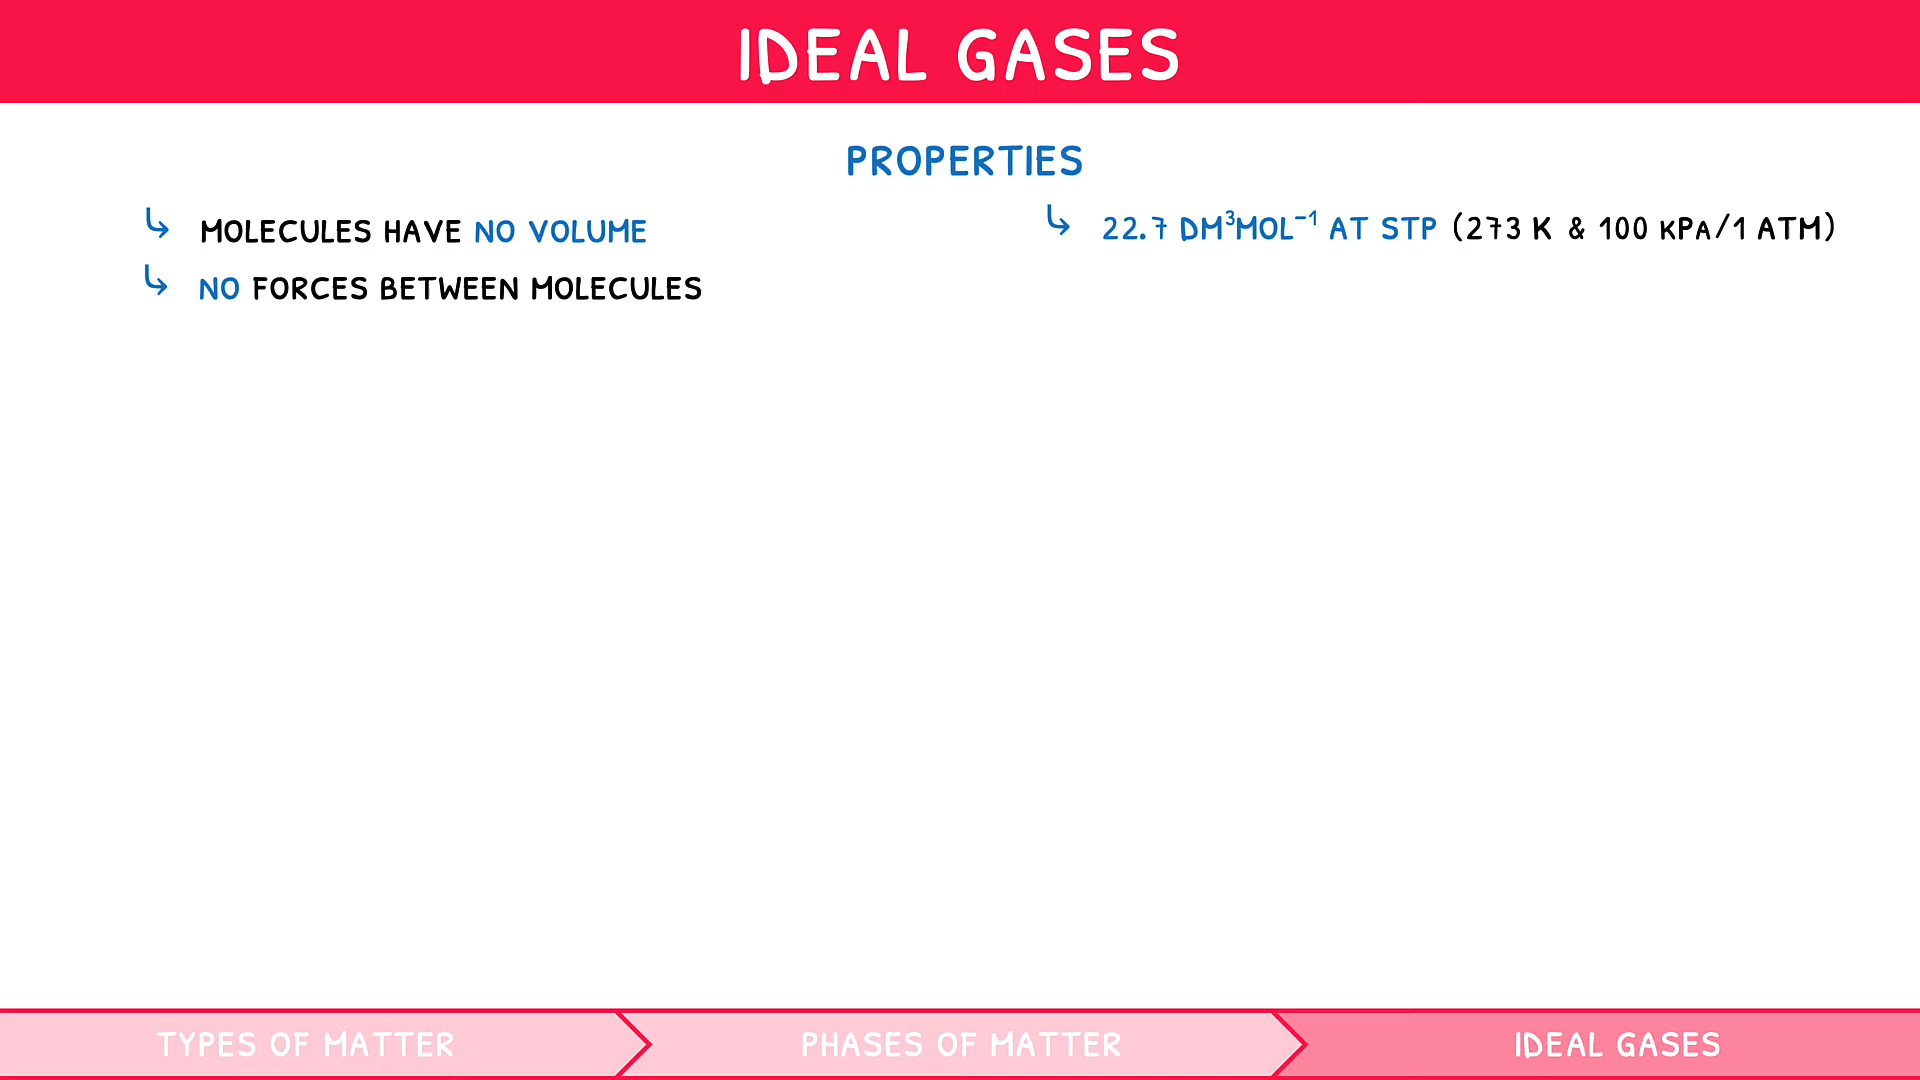 IDEAL GASES
PROPERTIES
MOLECULES HAVE NO VOLUME
NO FORCES BETWEEN MOLECULES
22.7 DM³MOL⁻¹ AT STP (273 K & 100 KPA/1 ATM)
TYPES OF MATTER
PHASES OF MATTER
IDEAL GASES